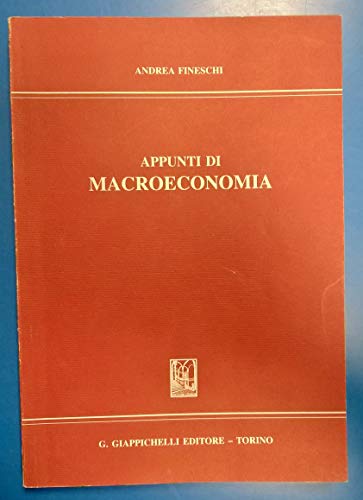 ANDREA FINESCHI
APPUNTI DI
MACROECONOMIA
G. GIAPPICHELLI EDITORE – TORINO